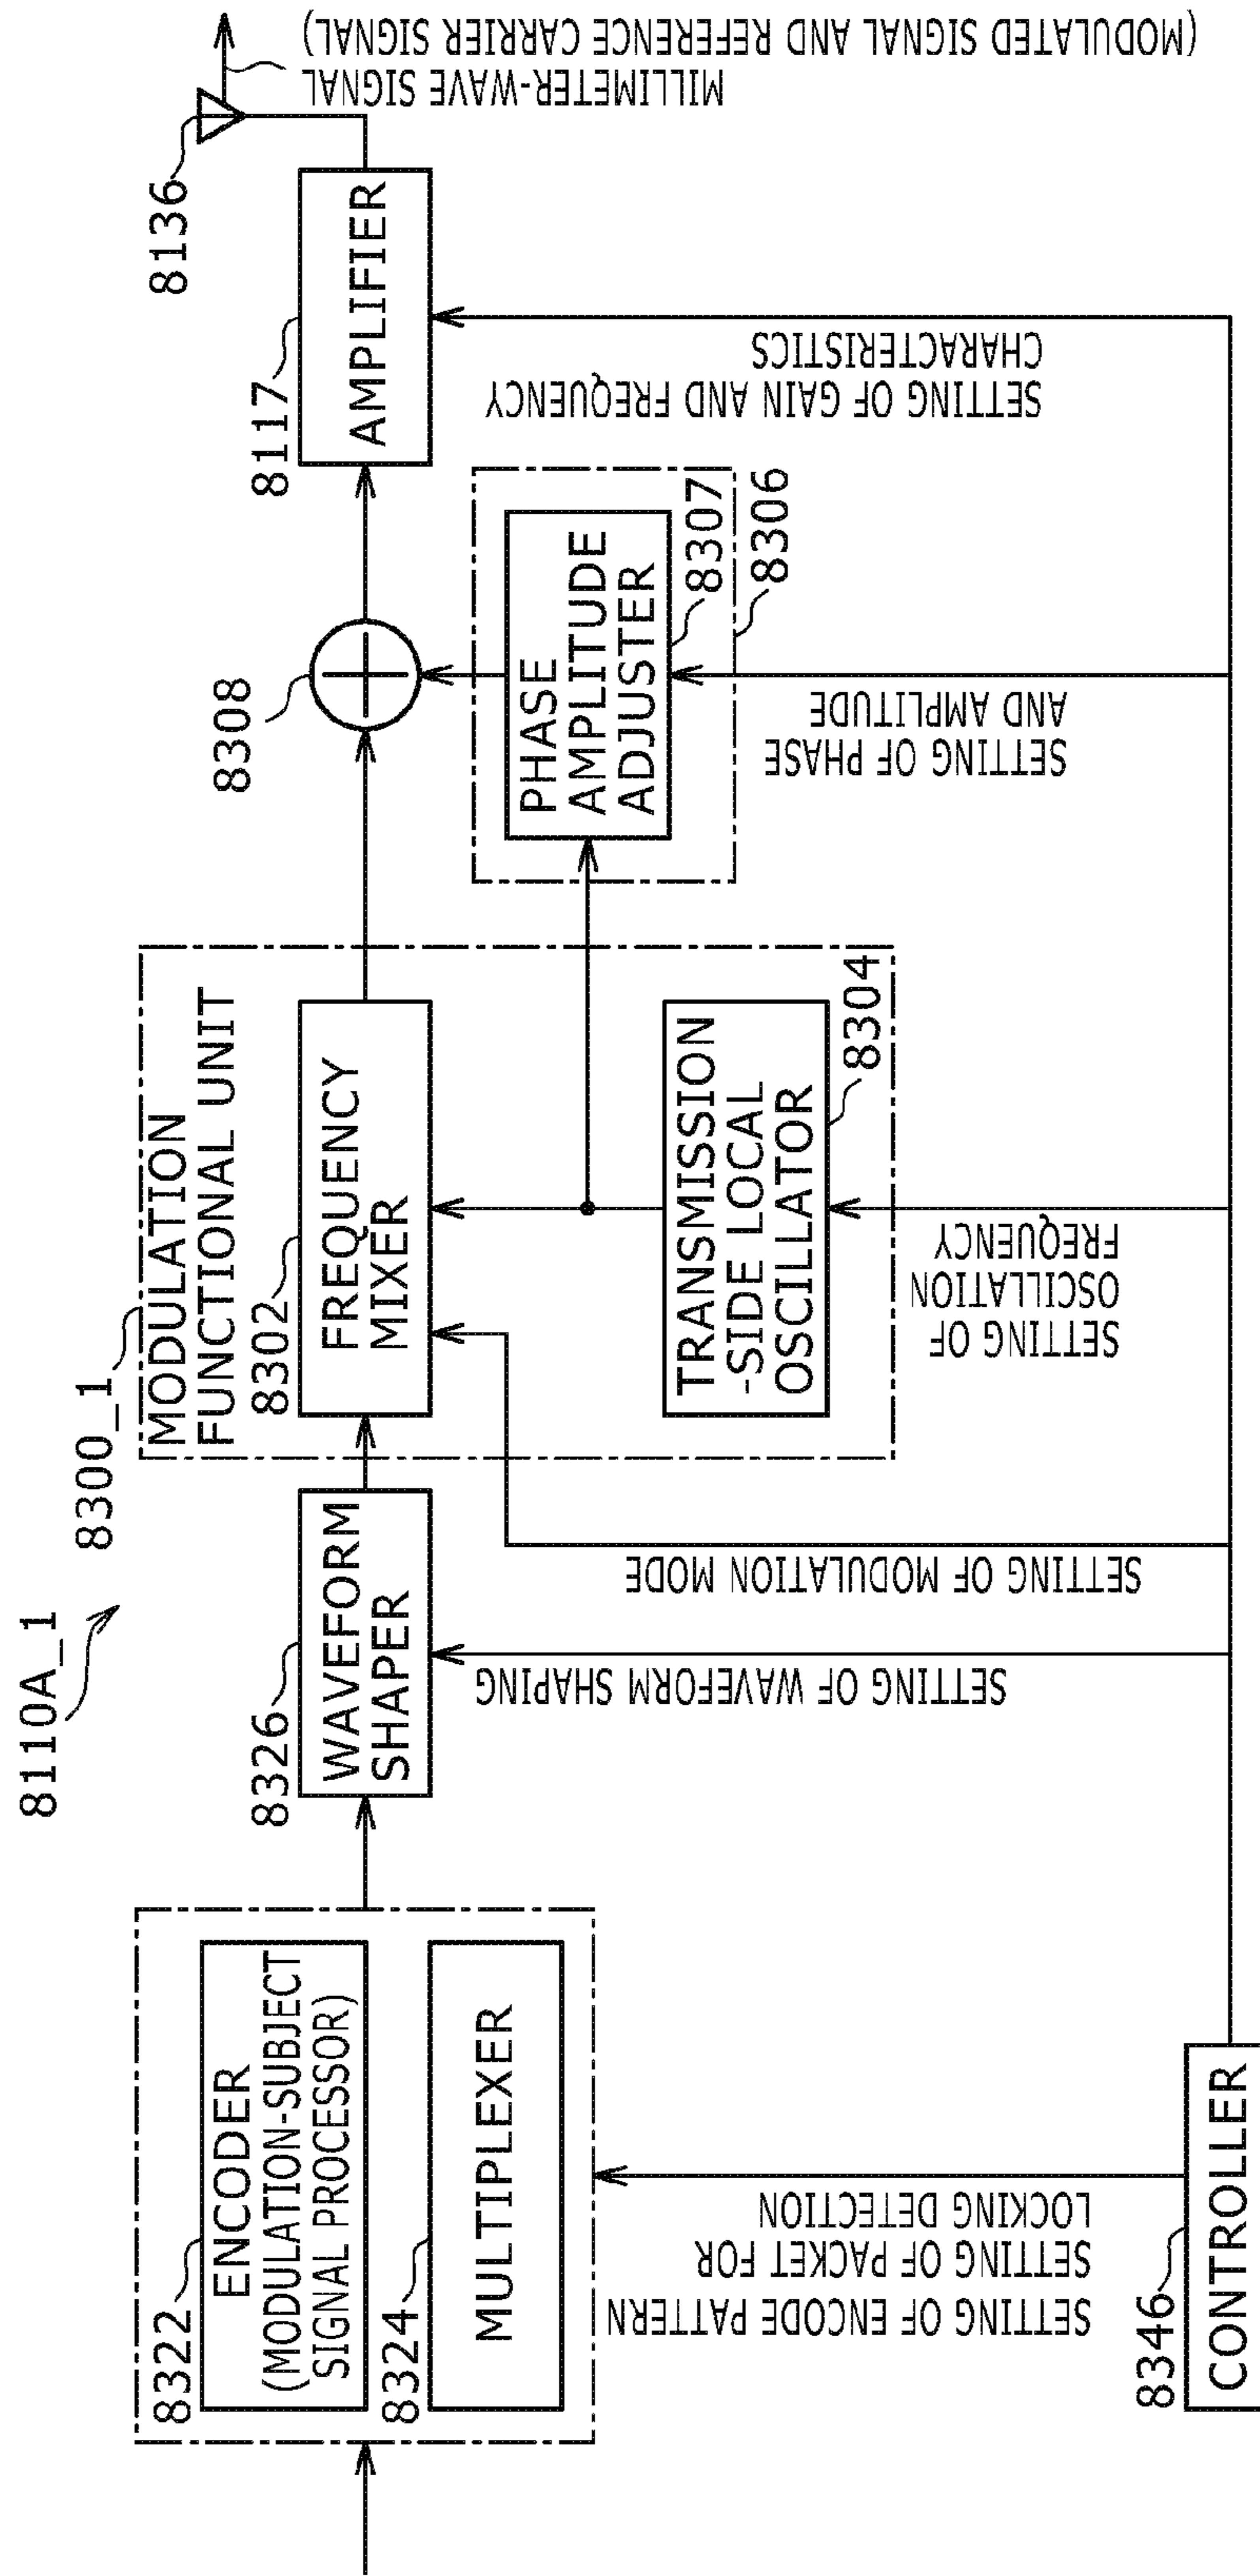 8110A_1
8300_1
MODULATION
FUNCTIONAL UNIT
8322
ENCODER
(MODULATION-SUBJECT
SIGNAL PROCESSOR)
8324
MULTIPLEXER
8326
WAVEFORM
SHAPER
8302
FREQUENCY
MIXER
TRANSMISSION
-SIDE LOCAL
OSCILLATOR
8304
8308
PHASE
AMPLITUDE
ADJUSTER
8307
8306
8117
AMPLIFIER
8136
MILLIMETER-WAVE SIGNAL
(MODULATED SIGNAL AND REFERENCE CARRIER SIGNAL)
SETTING OF ENCODE PATTERN
SETTING OF PACKET FOR
LOCKING DETECTION
SETTING OF WAVEFORM SHAPING
SETTING OF MODULATION MODE
SETTING OF
OSCILLATION
FREQUENCY
SETTING OF PHASE
AND AMPLITUDE
SETTING OF GAIN AND FREQUENCY
CHARACTERISTICS
8346
CONTROLLER